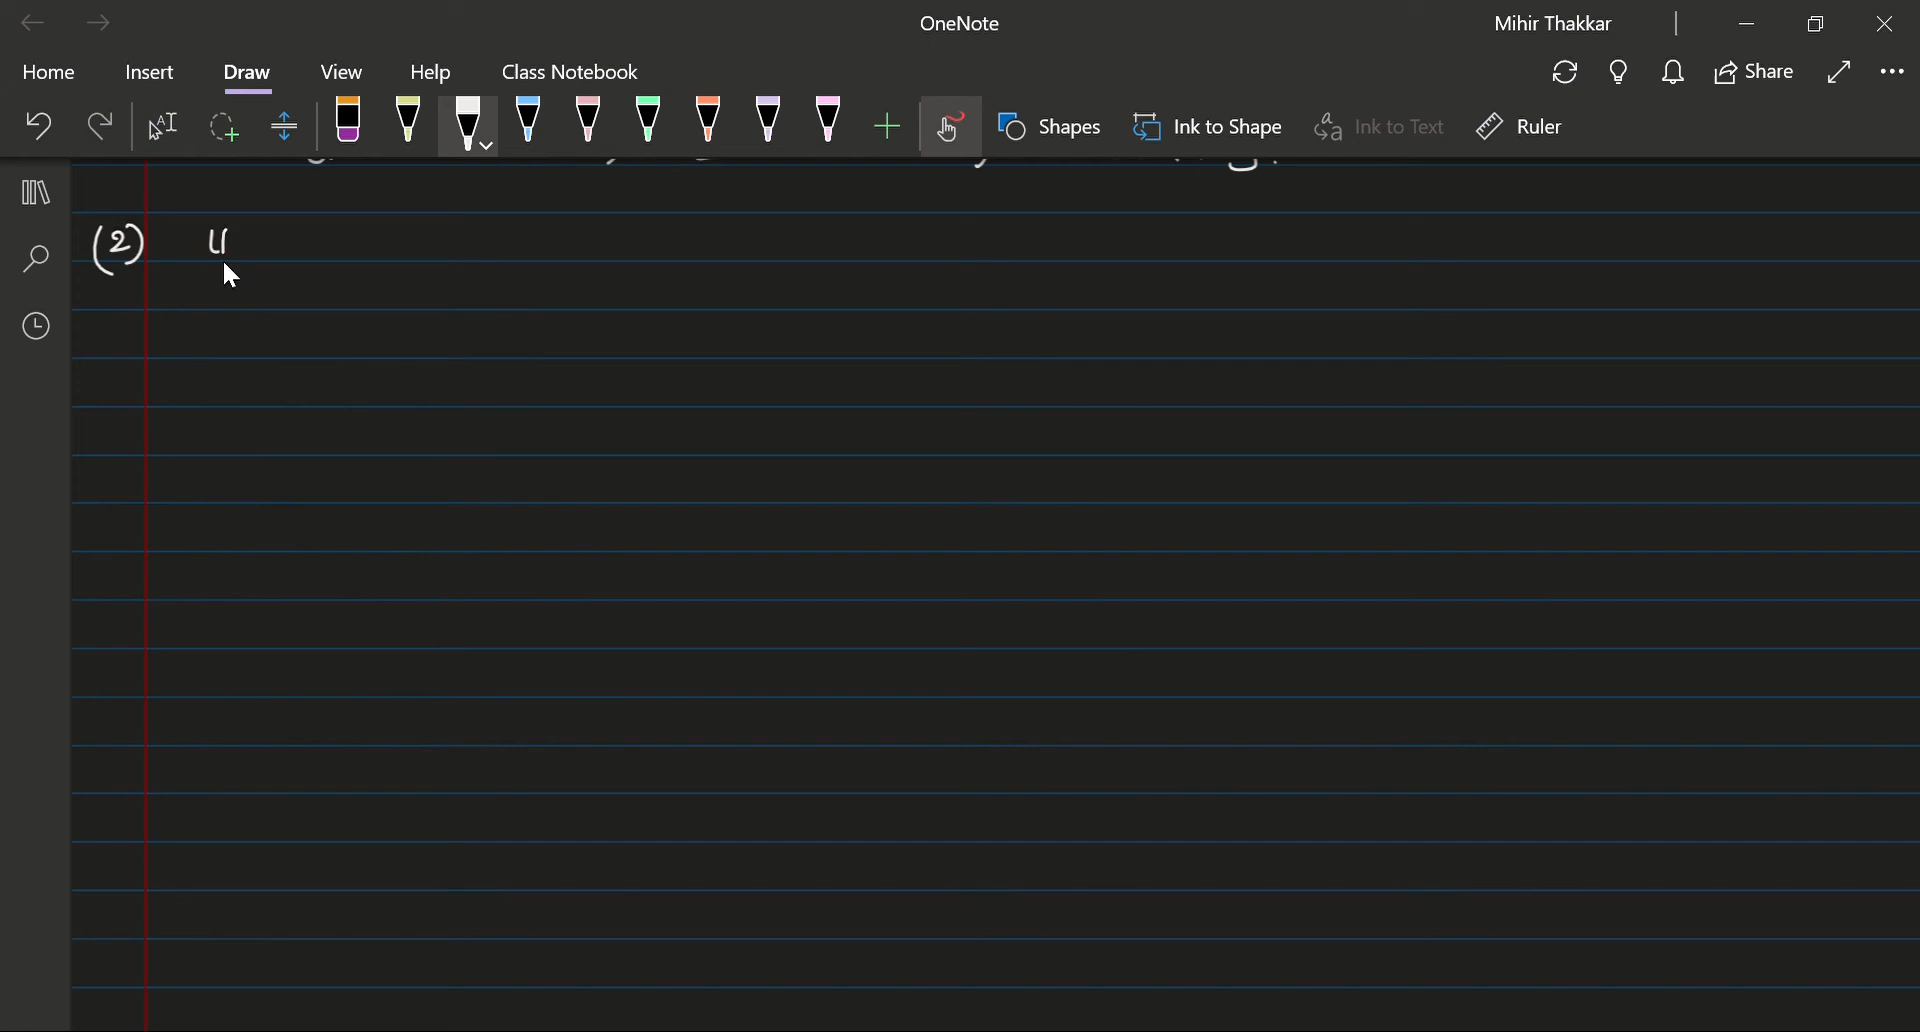 OneNote
Mihir Thakkar
Home Insert Draw View Help Class Notebook
Share
Shapes Ink to Shape Ink to Text Ruler
(2)